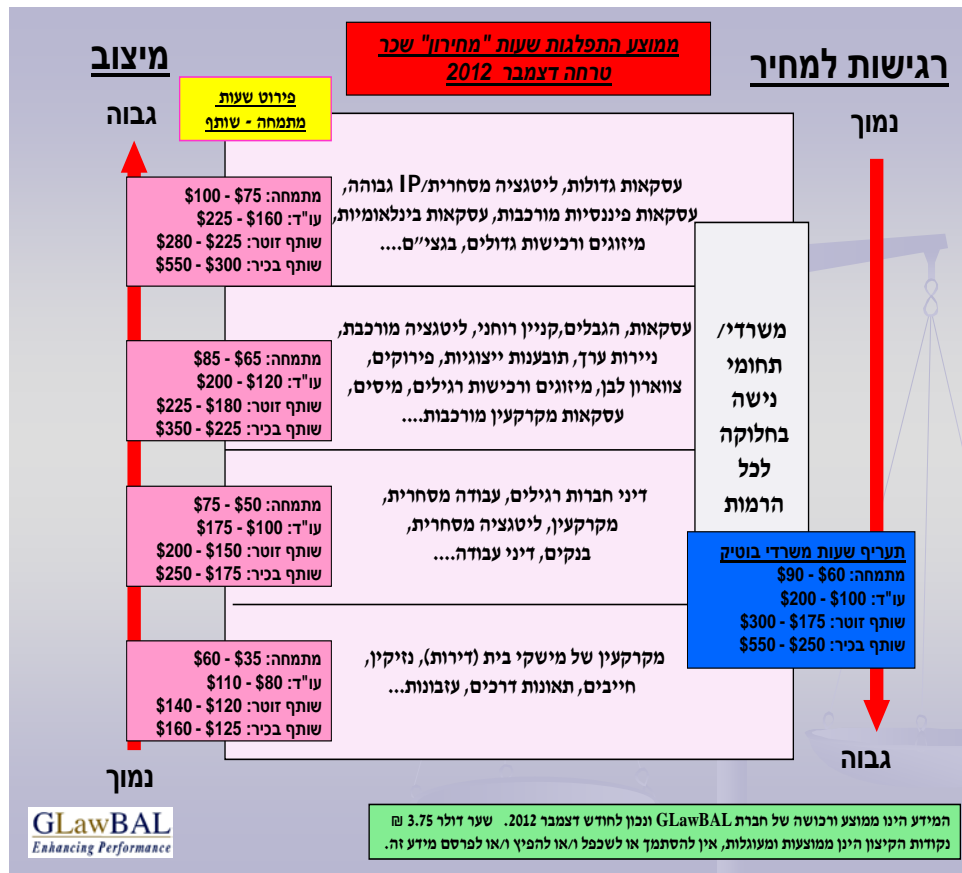 ממוצע התפלגות שעות "מחירון" שכר
טרחה דצמבר 2012
רגישות למחיר
נמוך
גבוה
מיצוב
גבוה
נמוך
פירוט שעות
מתמחה - שותף
עסקאות גדולות, ליטגציה מסחרית/IP גבוהה,
עסקאות פיננסיות מורכבות, עסקאות בינלאומיות,
מיזוגים ורכישות גדולים, בגצי״ם....
מתמחה: $75 - $100
עו"ד: $160 - $225
שותף זוטר: $225 - $280
שותף בכיר: $300 - $550
עסקאות, הגבלים,קניין רוחני, ליטגציה מורכבת,
ניירות ערך, תובענות ייצוגיות, פירוקים,
צווארון לבן, מיזוגים ורכישות רגילים, מיסים,
עסקאות מקרקעין מורכבות....
מתמחה: $65 - $85
עו"ד: $120 - $200
שותף זוטר: $180 - $225
שותף בכיר: $225 - $350
דיני חברות רגילים, עבודה מסחרית,
מקרקעין, ליטגציה מסחרית,
בנקים, דיני עבודה....
מתמחה: $50 - $75
עו"ד: $100 - $175
שותף זוטר: $150 - $200
שותף בכיר: $175 - $250
מקרקעין של מישקי בית (דירות), נזיקין,
חייבים, תאונות דרכים, עזבונות...
מתמחה: $35 - $60
עו"ד: $80 - $110
שותף זוטר: $120 - $140
שותף בכיר: $125 - $160
משרדי/
תחומי
נישה
בחלוקה
לכל
הרמות
תעריף שעות משרדי בוטיק
מתמחה: $60 - $90
עו"ד: $100 - $200
שותף זוטר: $175 - $300
שותף בכיר: $250 - $550
GLawBAL
Enhancing Performance
המידע הינו ממוצע ורכושה של חברת GLawBAL ונכון לחודש דצמבר 2012. שער דולר 3.75 ₪
נקודות הקיצון הינן ממוצעות ומעוגלות, אין להסתמך או לשכפל ו/או להפיץ ו/או לפרסם מידע זה.